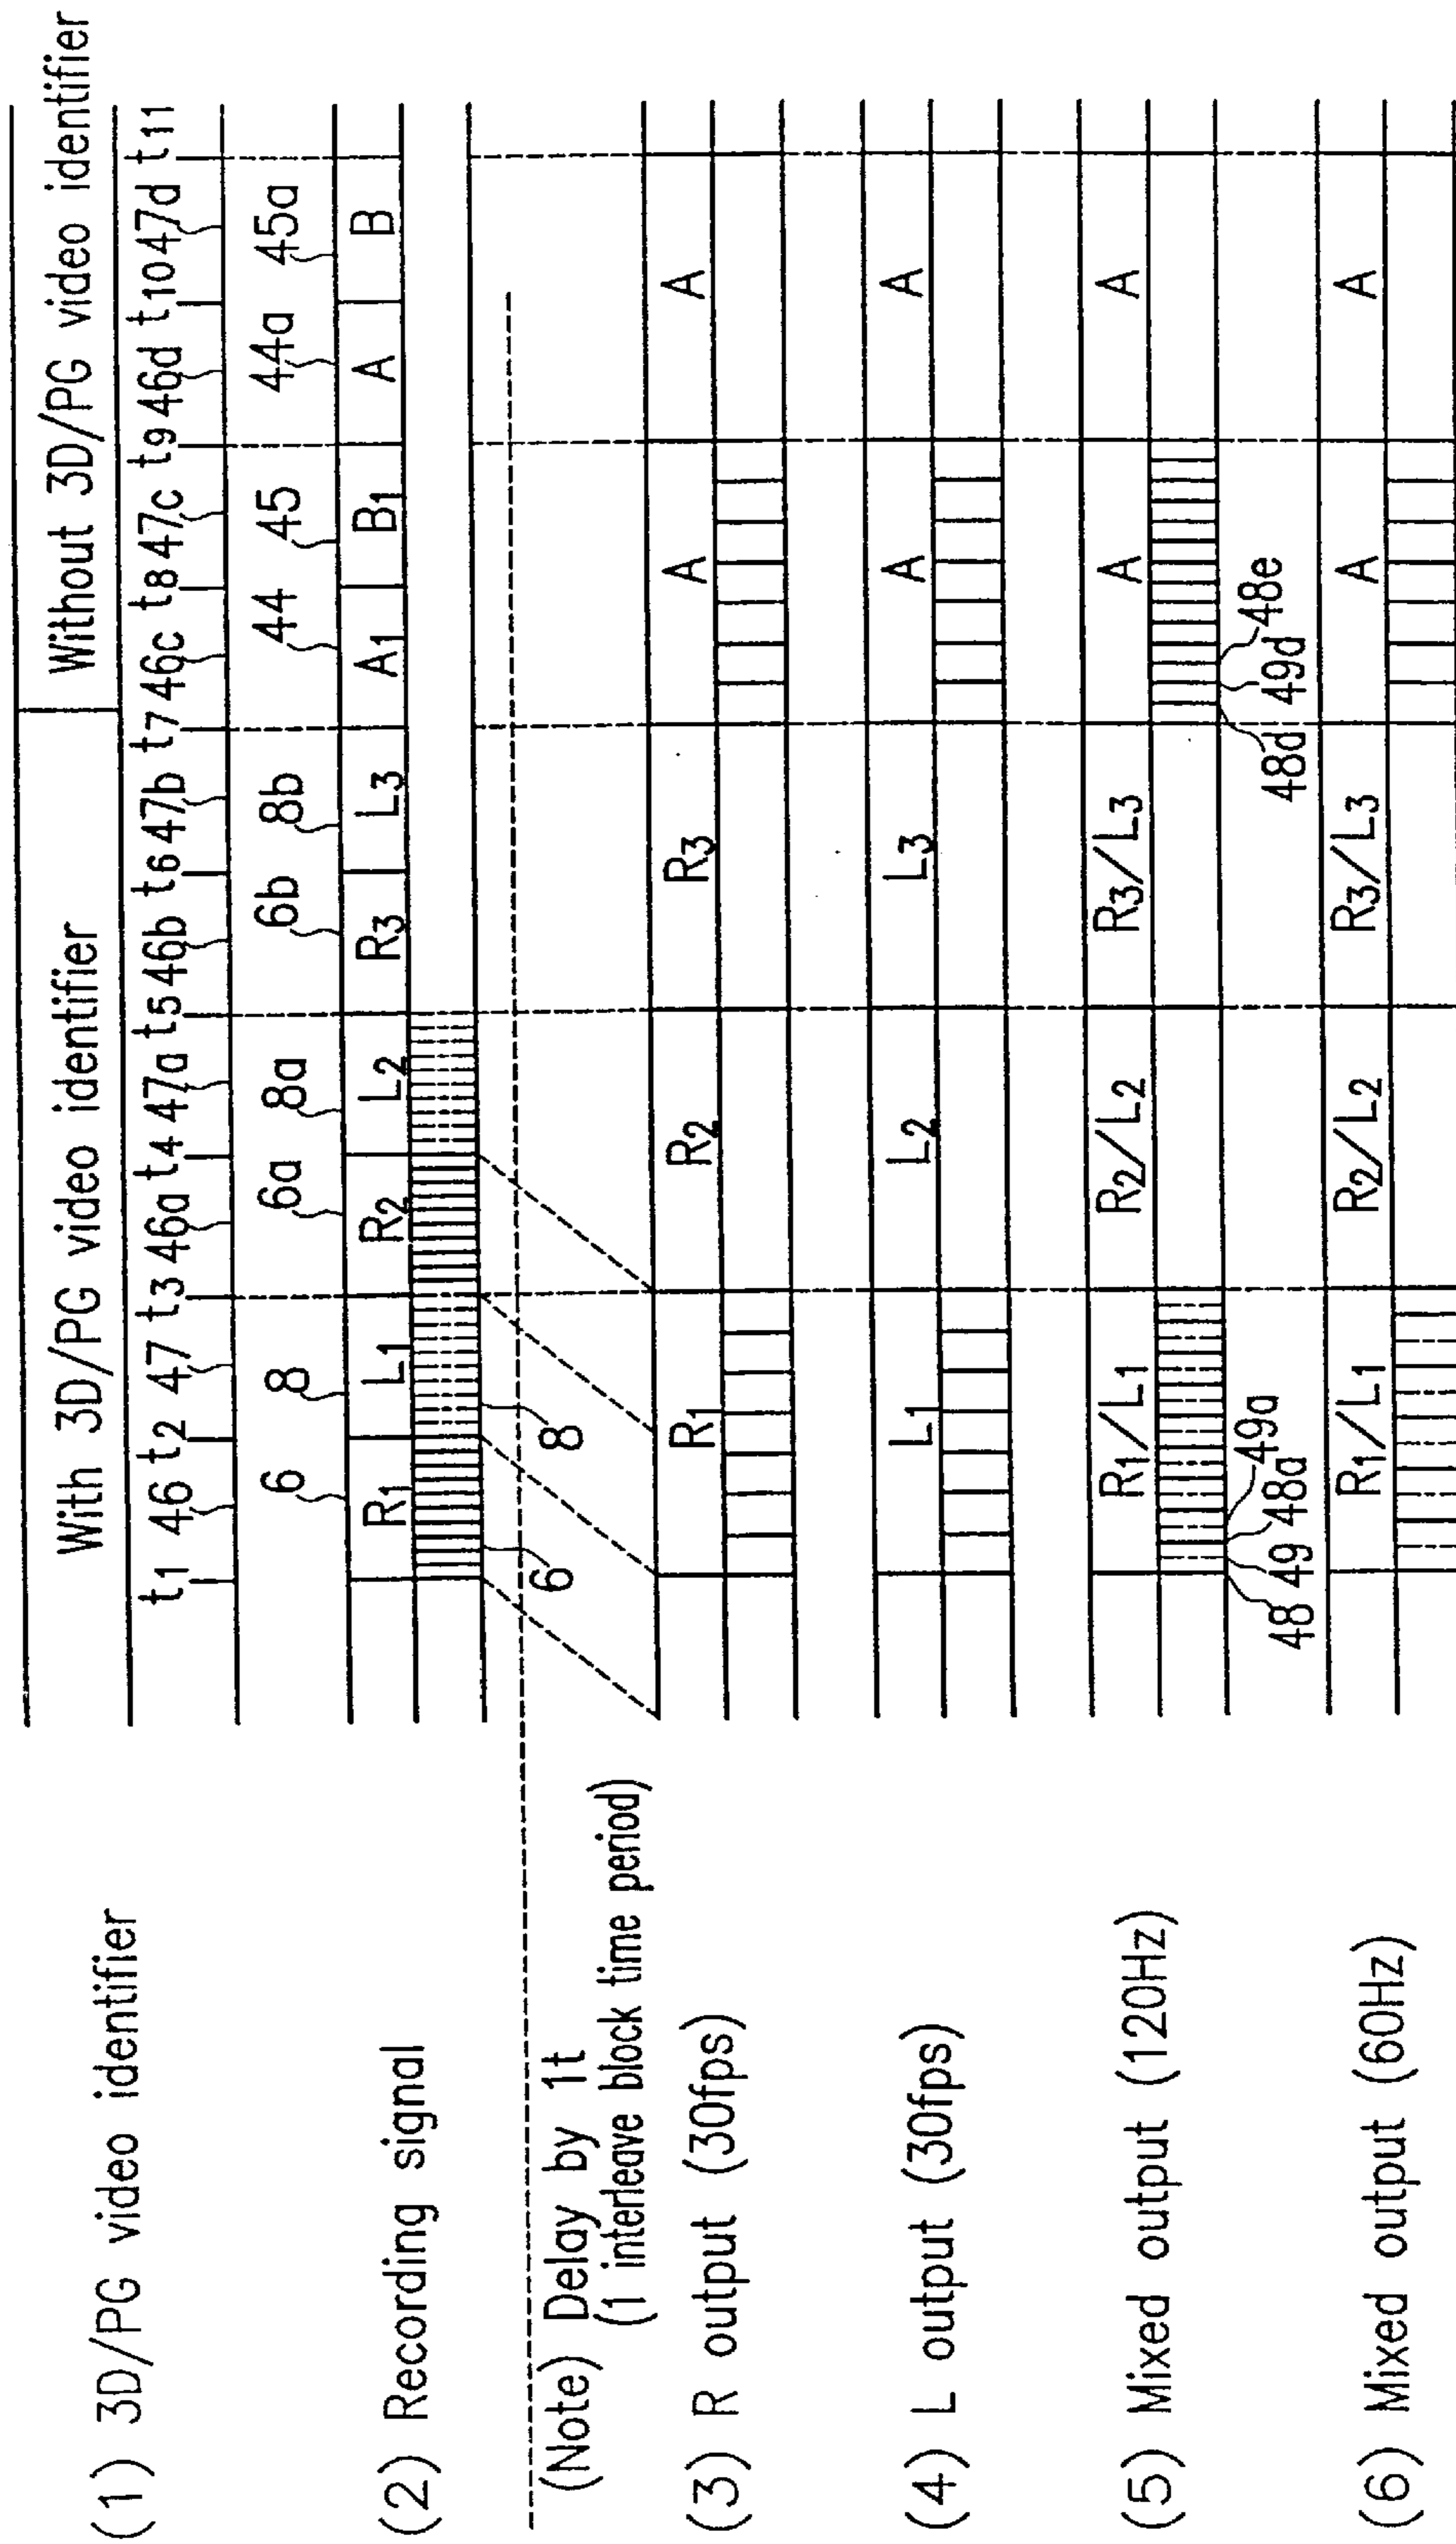 (1) 3D/PG video identifier
With 3D/PG video identifier
Without 3D/PG video identifier
t1 46 t2 47 t3 46a t4 47a t5 46b t6 47b t7 46c t8 47c t9 46d t10 47d t11
(2) Recording signal
6 8 6a 8a 6b 8b 44 45 44a 45a
R1 L1 R2 L2 R3 L3 A1 B1 A B
6 8
(Note) Delay by 1t
(1 interleave block time period)
(3) R output (30fps)
R1 R2 R3 A A
(4) L output (30fps)
L1 L2 L3 A A
(5) Mixed output (120Hz)
R1/L1 R2/L2 R3/L3 A A
48 49 48a 49a 48d 49d 48e
(6) Mixed output (60Hz)
R1/L1 R2/L2 R3/L3 A A